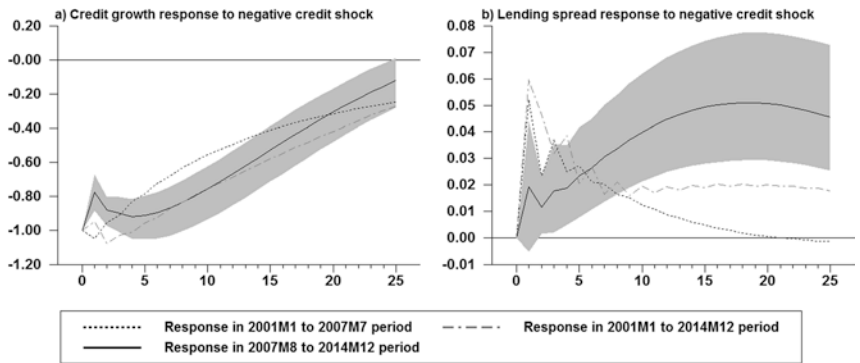 a) Credit growth response to negative credit shock
0.20
-0.00
-0.20
-0.40
-0.60
-0.80
-1.00
-1.20
0 5 10 15 20 25
b) Lending spread response to negative credit shock
0.08
0.07
0.06
0.05
0.04
0.03
0.02
0.01
0.00
-0.01
0 5 10 15 20 25
Response in 2001M1 to 2007M7 period
Response in 2001M1 to 2014M12 period
Response in 2007M8 to 2014M12 period